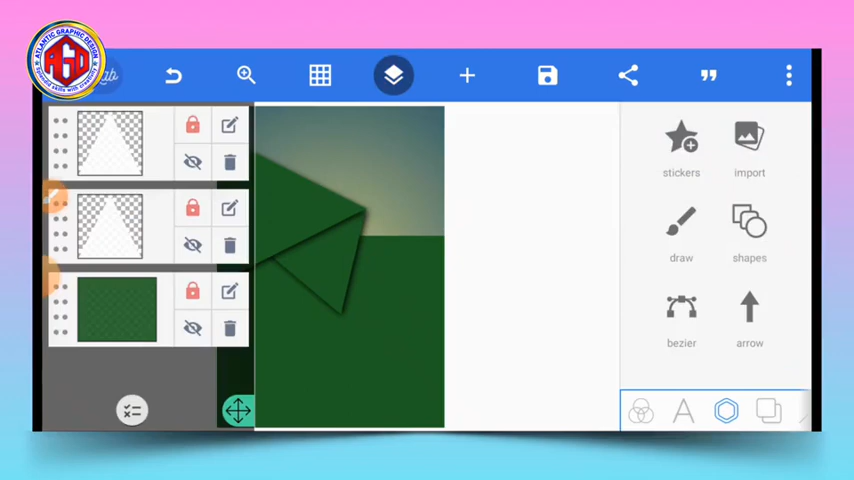 ATLANTIC GRAPHIC DESIGN
AGD
stickers
import
draw
shapes
bezier
arrow